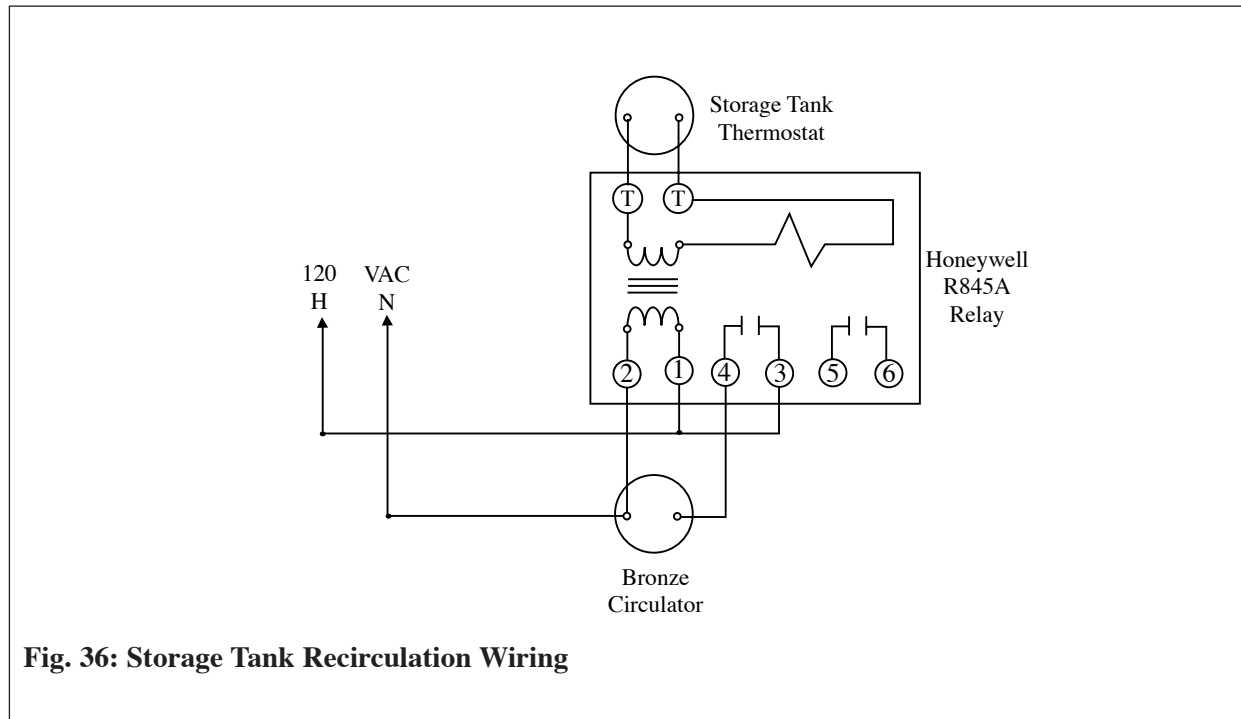 Storage Tank
Thermostat
T T
Honeywell
R845A
Relay
120 VAC
H N
2 1 4 3 5 6
Bronze
Circulator
Fig. 36: Storage Tank Recirculation Wiring